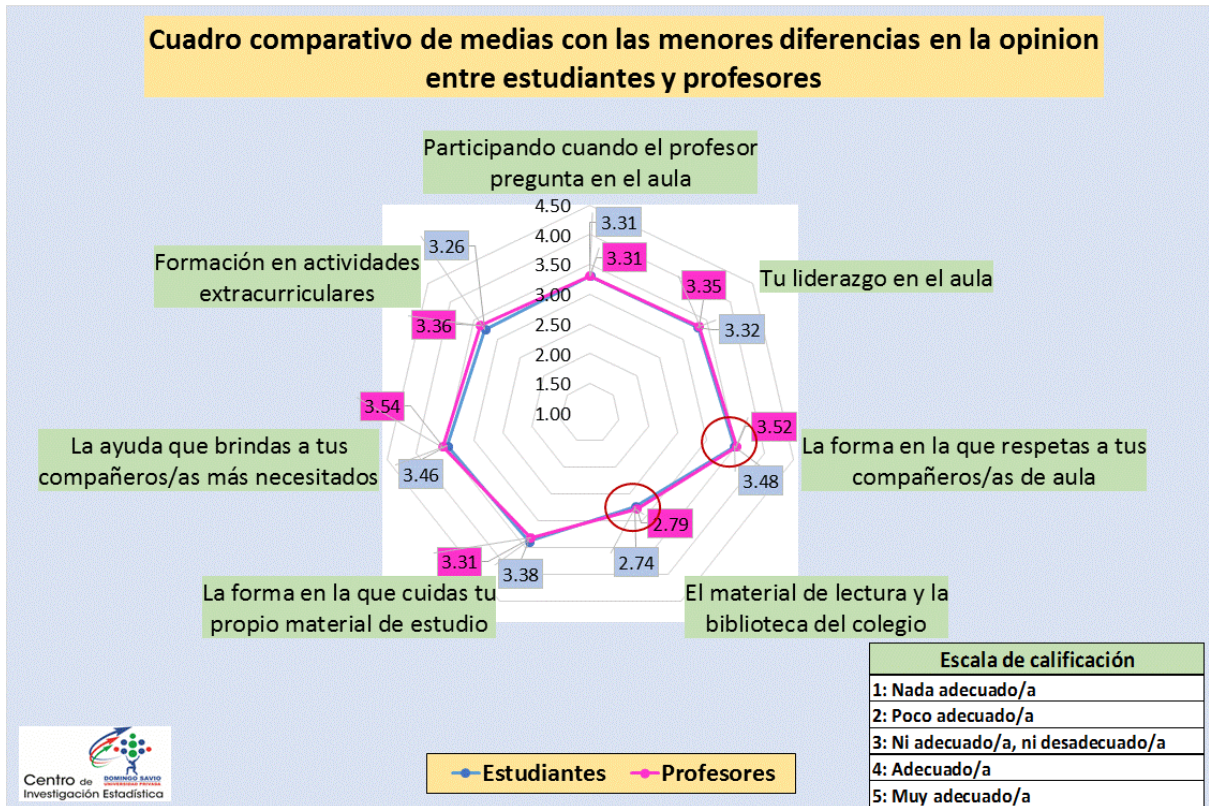 Cuadro comparativo de medias con las menores diferencias en la opinion
entre estudiantes y profesores
Participando cuando el profesor
pregunta en el aula
4.50
4.00
3.50
3.00
2.50
2.00
1.50
1.00
3.31
3.31
3.26
Formación en actividades
extracurriculares
3.36
3.35
Tu liderazgo en el aula
3.32
3.54
La ayuda que brindas a tus
compañeros/as más necesitados
3.46
3.52
La forma en la que respetas a tus
compañeros/as de aula
3.48
3.31
3.38
La forma en la que cuidas tu
propio material de estudio
2.79
2.74
El material de lectura y la
biblioteca del colegio
Escala de calificación
1: Nada adecuado/a
2: Poco adecuado/a
3: Ni adecuado/a, ni desadecuado/a
4: Adecuado/a
5: Muy adecuado/a
Estudiantes Profesores
Centro de
Investigación Estadística
DOMINGO SAVIO
UNIVERSIDAD PRIVADA